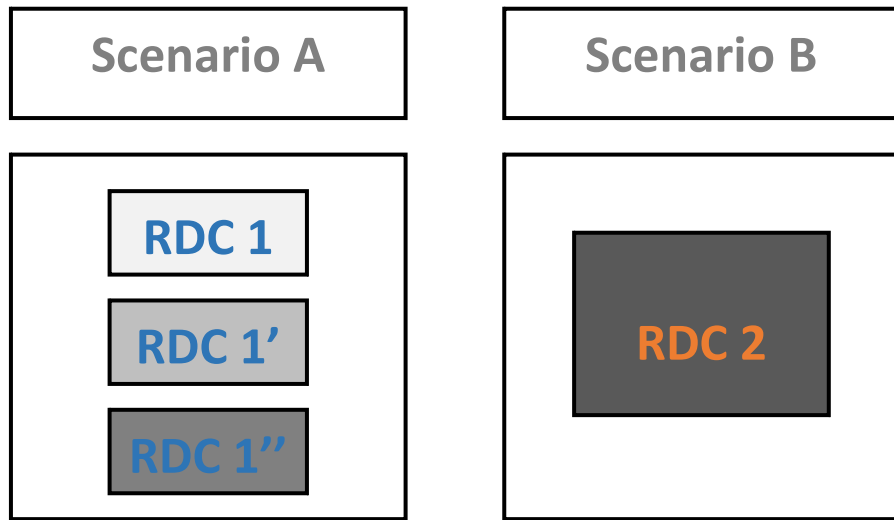 Scenario A
Scenario B
RDC 1
RDC 1’
RDC 1’’
RDC 2